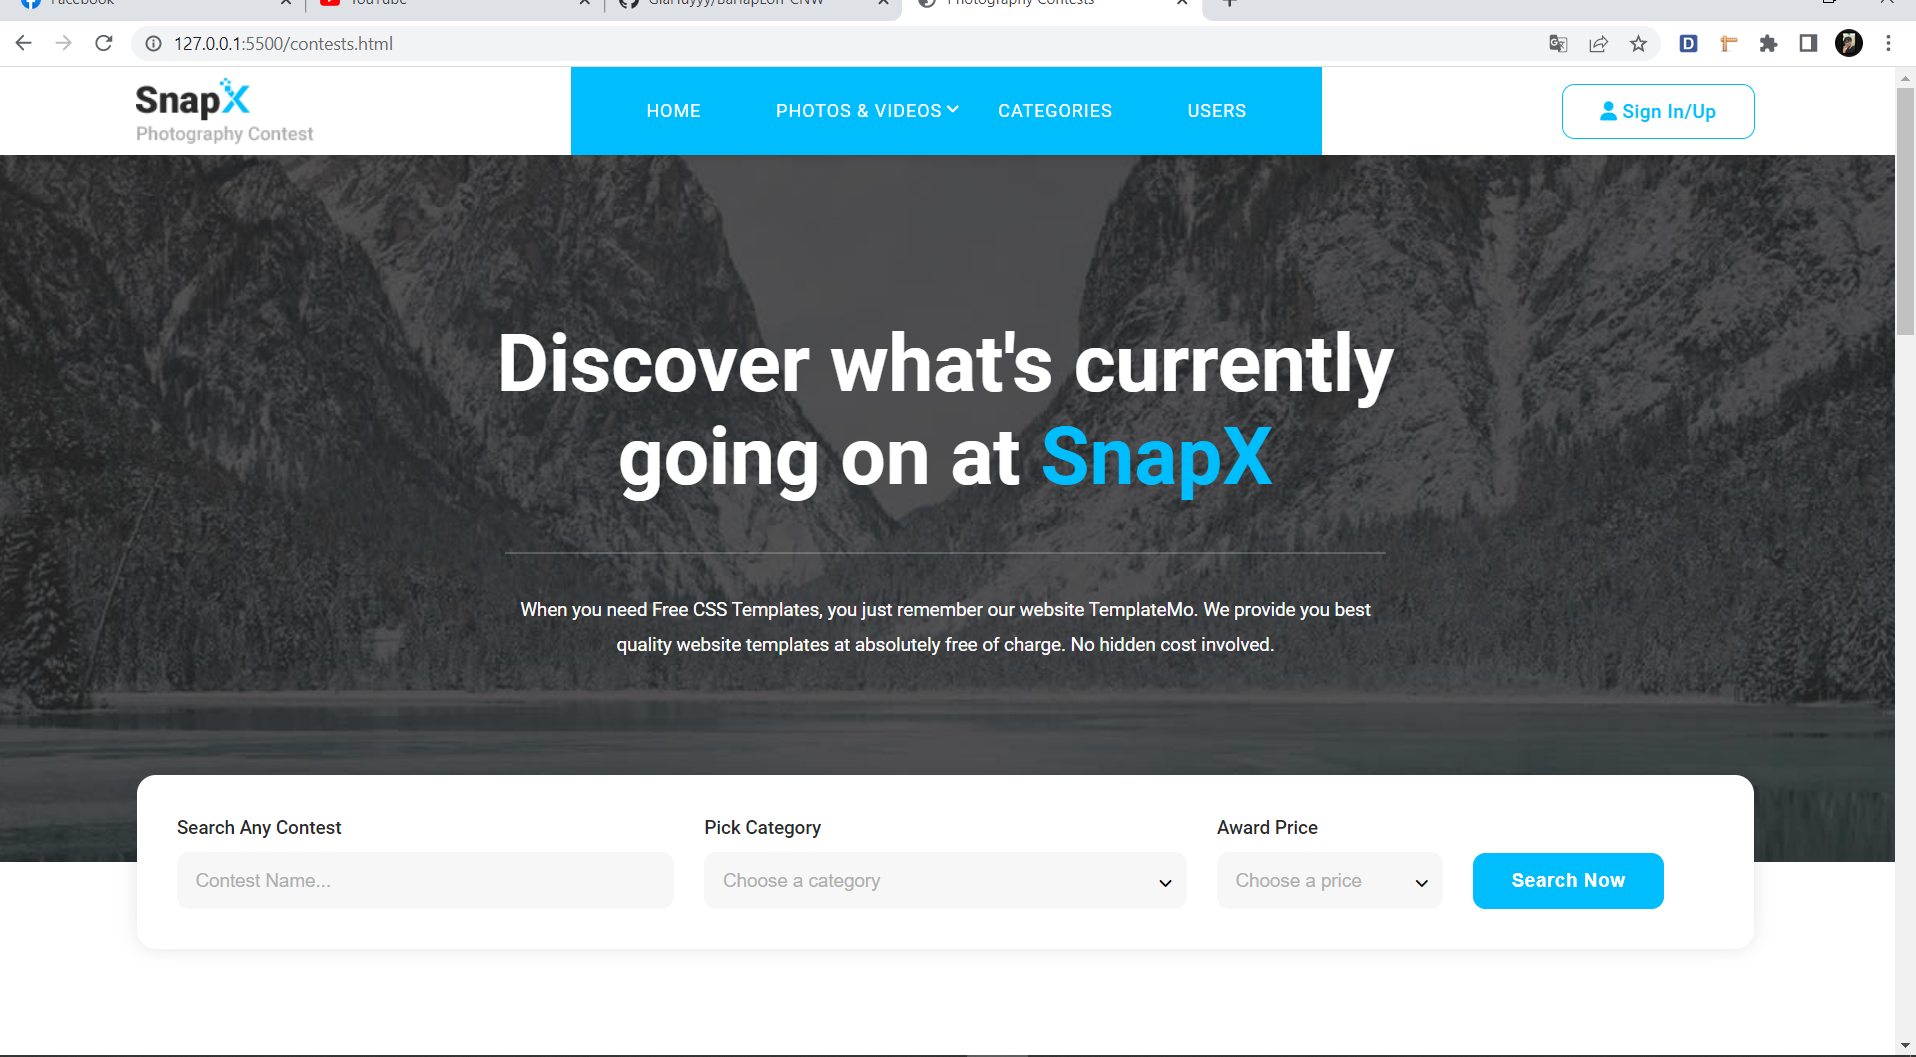 Facebook
YouTube
Photography Contests
127.0.0.1:5500/contests.html
SnapX
Photography Contest
HOME
PHOTOS & VIDEOS
CATEGORIES
USERS
Sign In/Up
Discover what's currently
going on at SnapX
When you need Free CSS Templates, you just remember our website TemplateMo. We provide you best
quality website templates at absolutely free of charge. No hidden cost involved.
Search Any Contest
Pick Category
Award Price
Contest Name...
Choose a category
Choose a price
Search Now